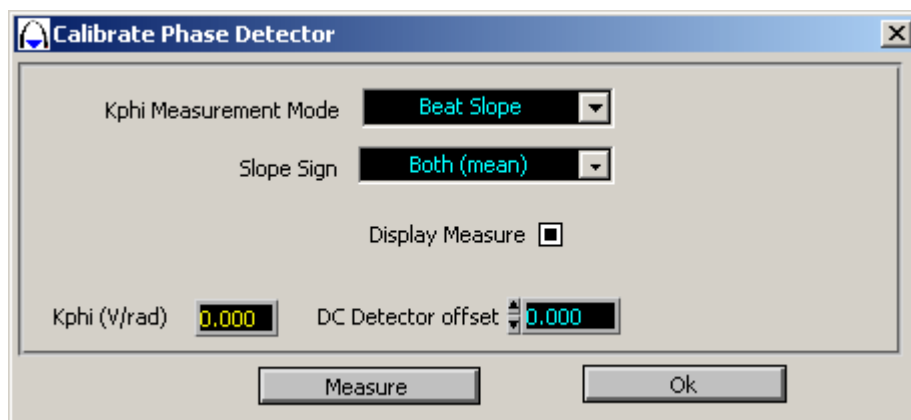 Calibrate Phase Detector
Kphi Measurement Mode Beat Slope
Slope Sign Both (mean)
Display Measure
Kphi (V/rad) 0.000 DC Detector offset 0.000
Measure Ok